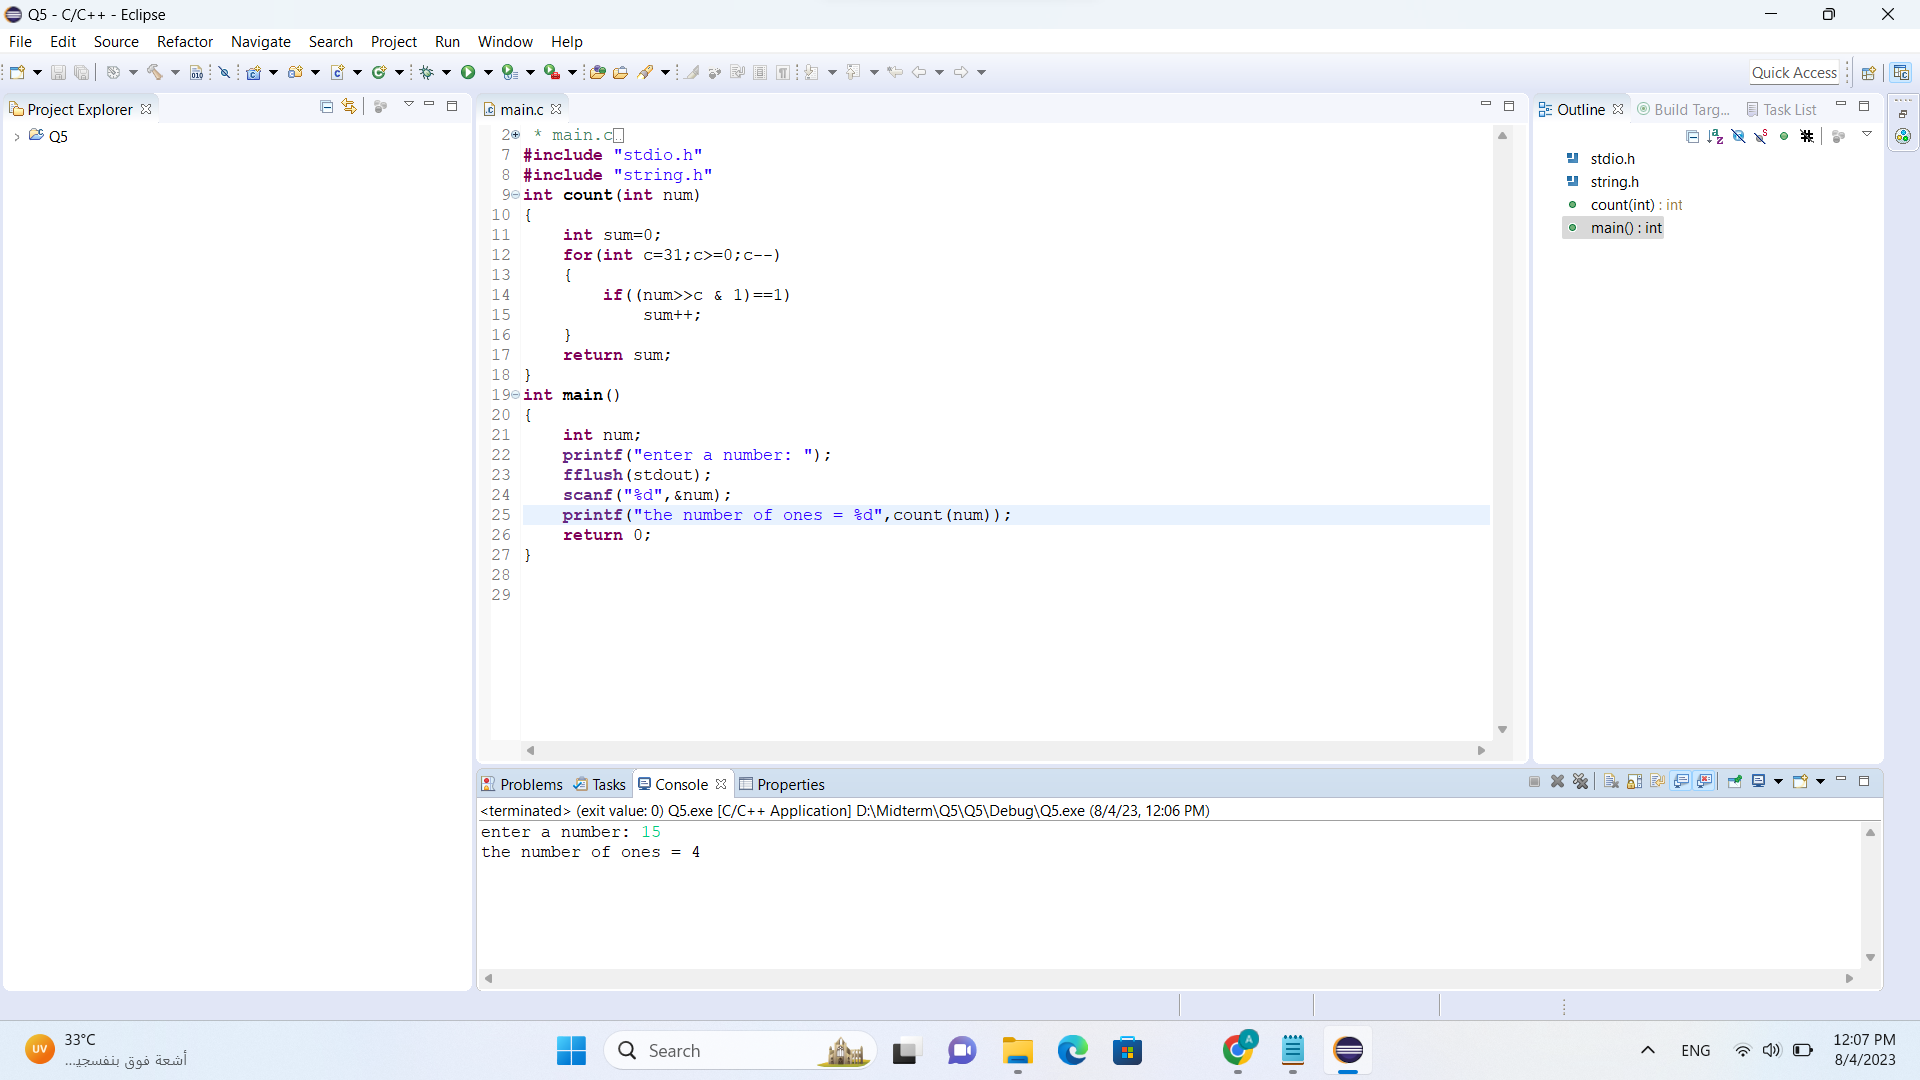 Q5 - C/C++ - Eclipse
File Edit Source Refactor Navigate Search Project Run Window Help
Quick Access
Project Explorer
Q5
main.c
2 * main.c
7 #include "stdio.h"
8 #include "string.h"
9 int count(int num)
10 {
11 int sum=0;
12 for(int c=31;c>=0;c--)
13 {
14 if((num>>c & 1)==1)
15 sum++;
16 }
17 return sum;
18 }
19 int main()
20 {
21 int num;
22 printf("enter a number: ");
23 fflush(stdout);
24 scanf("%d",&num);
25 printf("the number of ones = %d",count(num));
26 return 0;
27 }
28
29
Outline Build Targ... Task List
stdio.h
string.h
count(int) : int
main() : int
Problems Tasks Console Properties
<terminated> (exit value: 0) Q5.exe [C/C++ Application] D:\Midterm\Q5\Q5\Debug\Q5.exe (8/4/23, 12:06 PM)
enter a number: 15
the number of ones = 4
UV
33°C
أشعة فوق بنفسجي...
Search
A
ENG
12:07 PM
8/4/2023